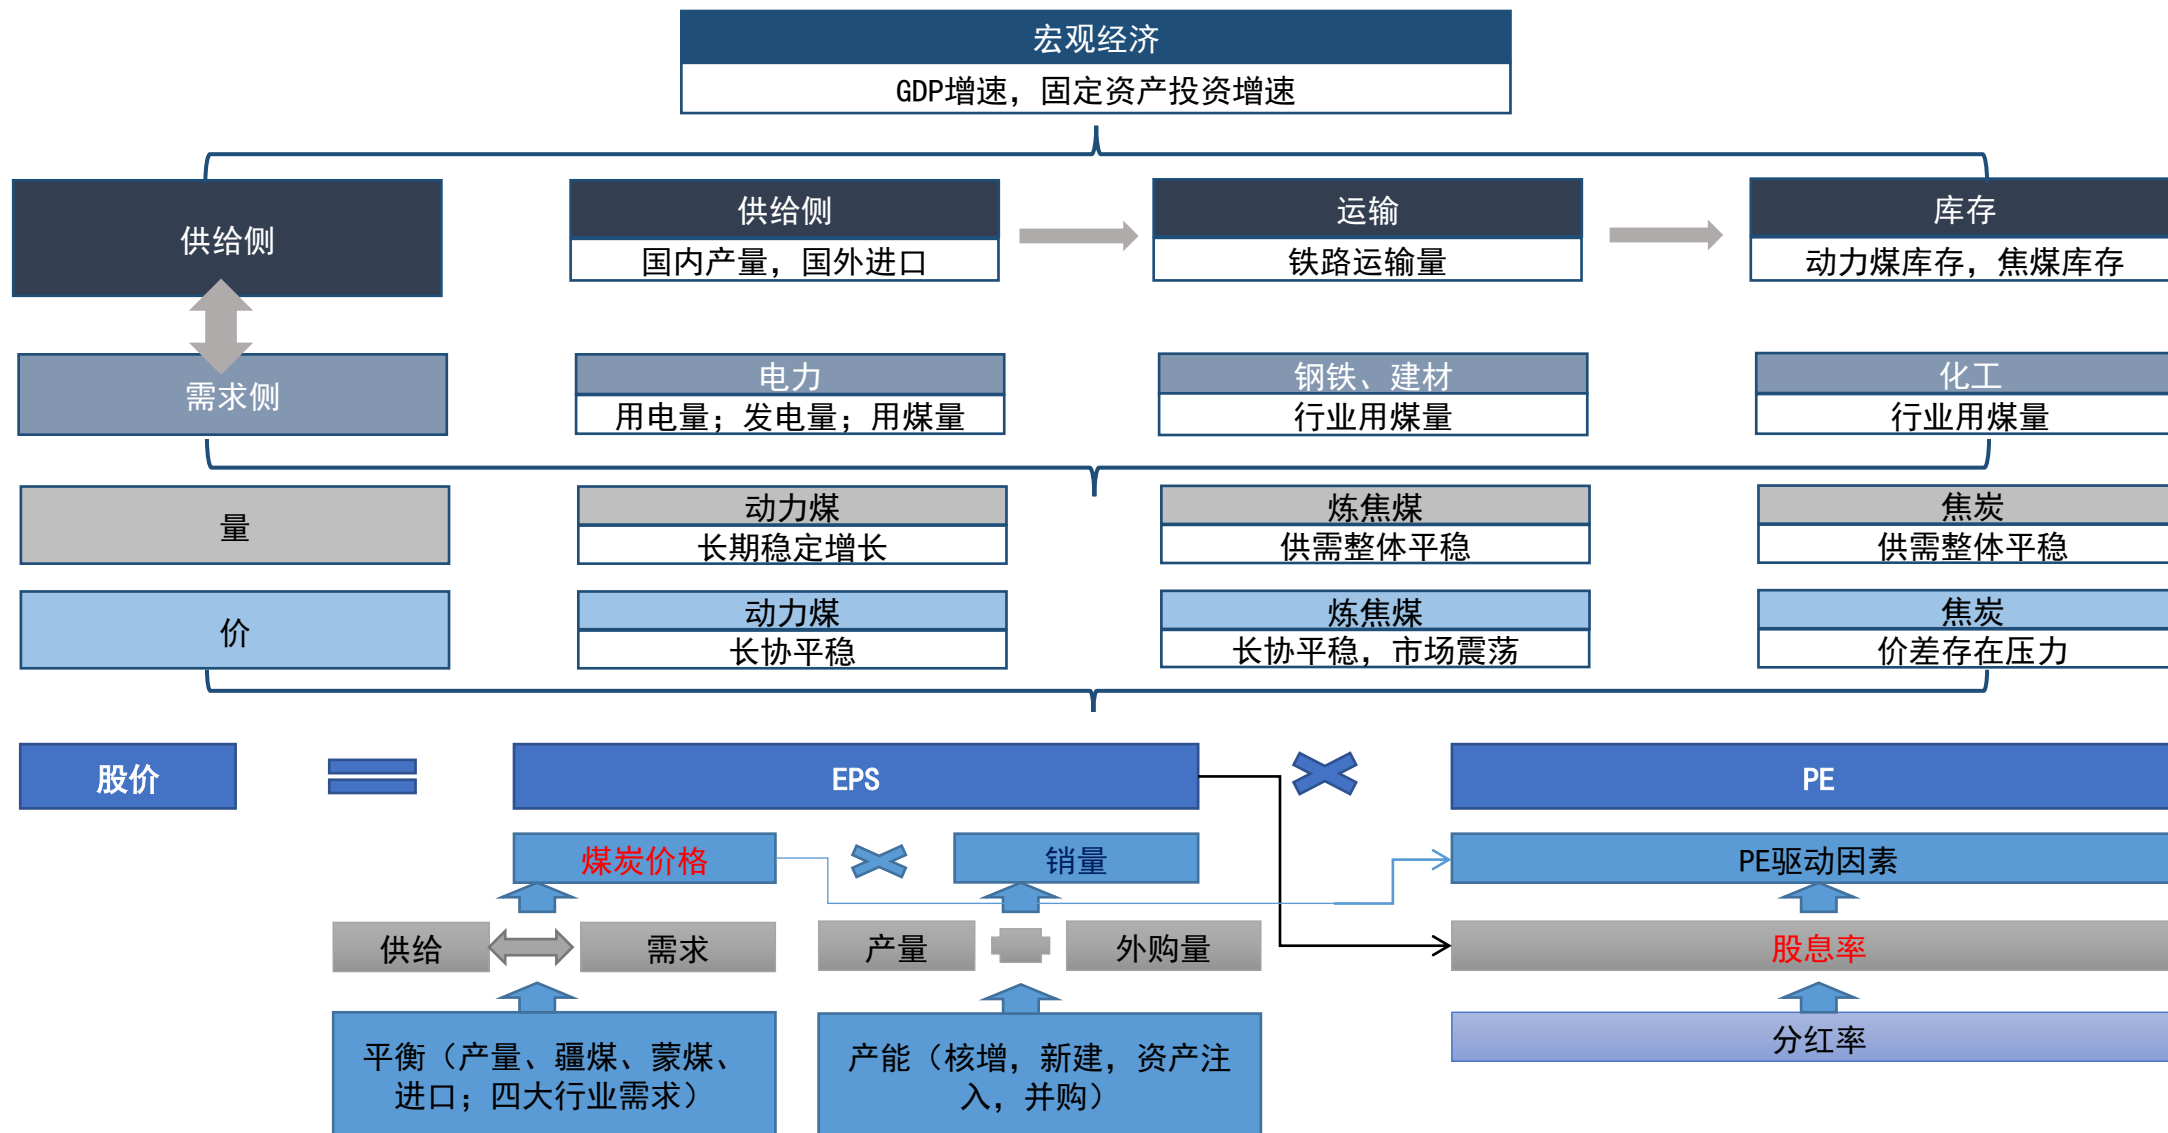 宏观经济
GDP增速，固定资产投资增速
供给侧
供给侧
国内产量，国外进口
运输
铁路运输量
库存
动力煤库存，焦煤库存
需求侧
电力
用电量；发电量；用煤量
钢铁、建材
行业用煤量
化工
行业用煤量
量
动力煤
长期稳定增长
炼焦煤
供需整体平稳
焦炭
供需整体平稳
价
动力煤
长协平稳
炼焦煤
长协平稳，市场震荡
焦炭
价差存在压力
股价
EPS
PE
煤炭价格
销量
PE驱动因素
供给
需求
产量
外购量
股息率
平衡（产量、疆煤、蒙煤、
进口；四大行业需求）
产能（核增，新建，资产注
入，并购）
分红率